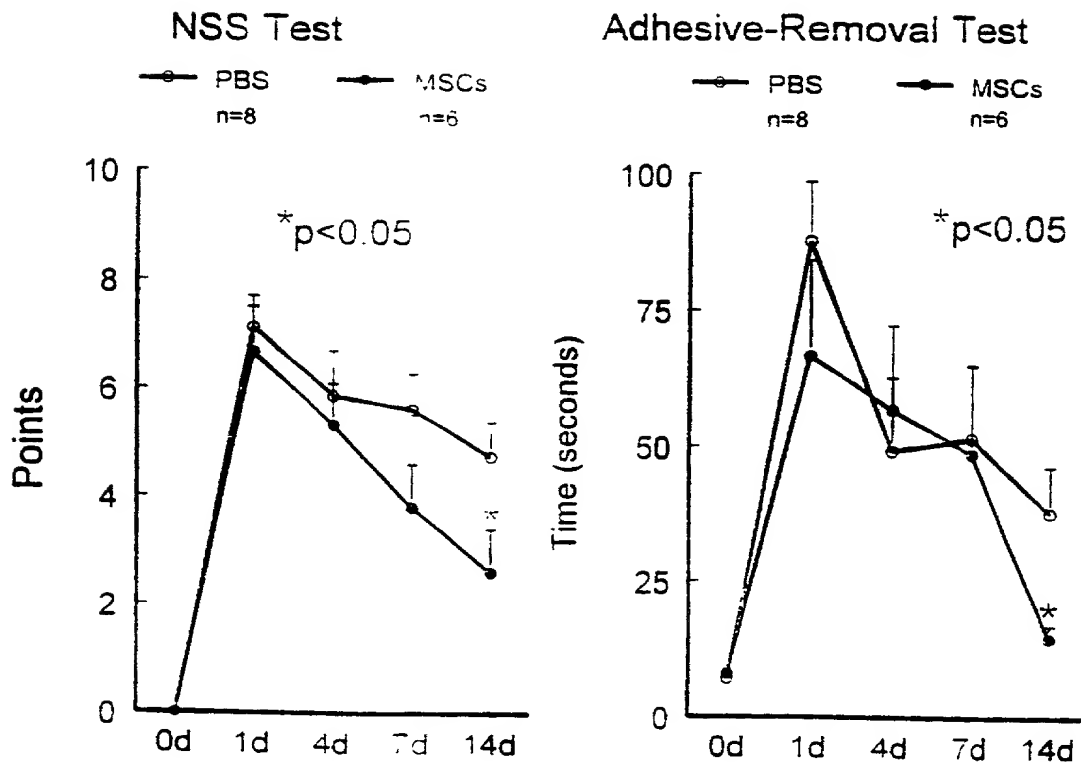 NSS Test
PBS MSCs
n=8 n=6
10
*p<0.05
8
6
4
*
2
0
Points
0d 1d 4d 7d 14d
Adhesive-Removal Test
PBS MSCs
n=8 n=6
100
*p<0.05
75
50
25
*
0
Time (seconds)
0d 1d 4d 7d 14d